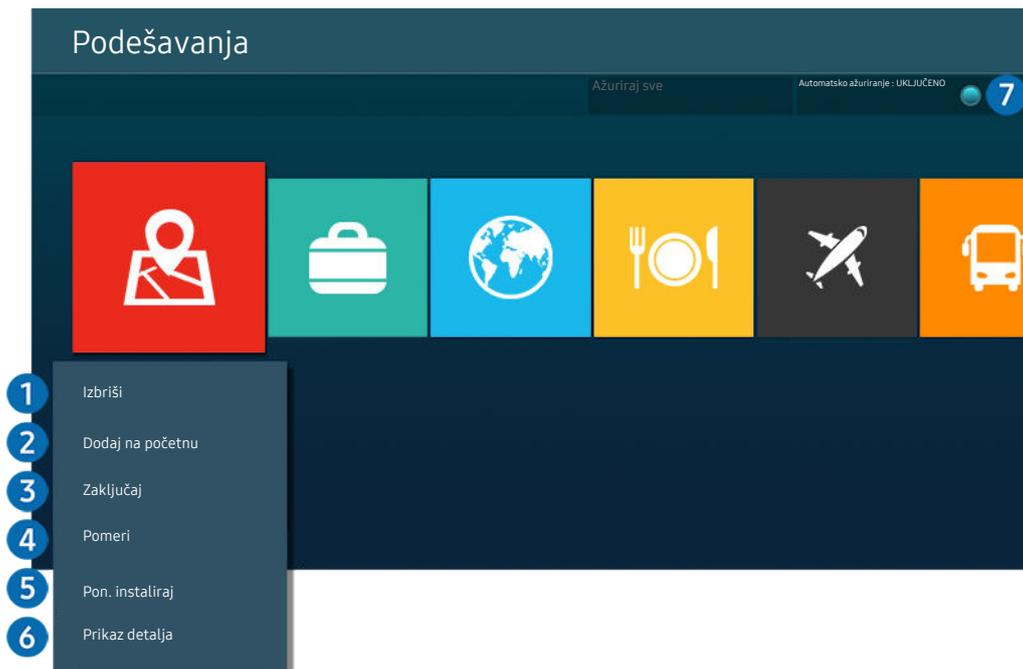 Podešavanja
Ažuriraj sve
Automatsko ažuriranje : UKLJUČENO
7
1 Izbriši
2 Dodaj na početnu
3 Zaključaj
4 Pomeri
5 Pon. instaliraj
6 Prikaz detalja